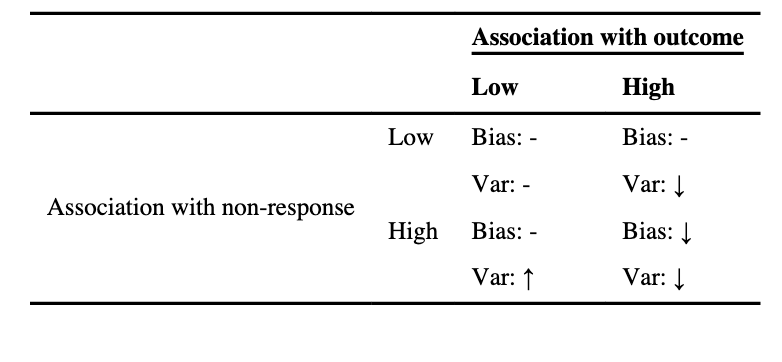 Association with outcome
Low High
Low Bias: - Bias: -
Var: - Var: ↓
Association with non-response
High Bias: - Bias: ↓
Var: ↑ Var: ↓